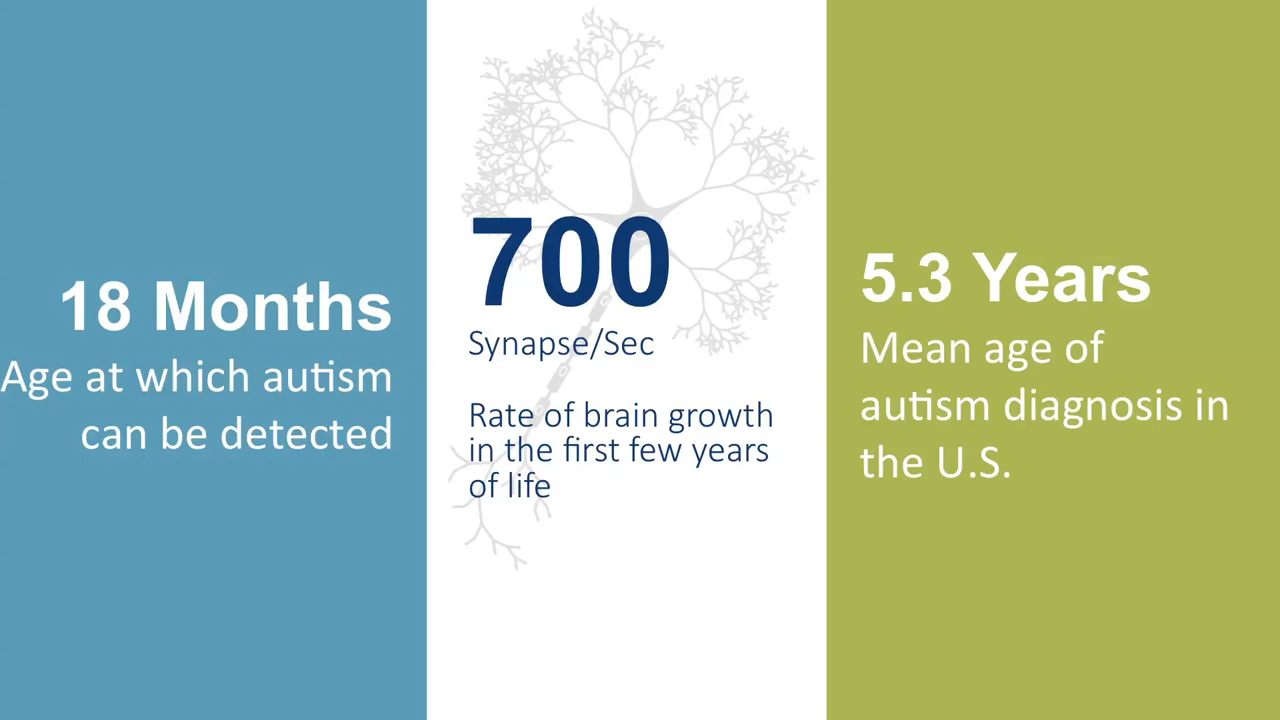 18 Months
Age at which autism
can be detected
700
Synapse/Sec
Rate of brain growth
in the first few years
of life
5.3 Years
Mean age of
autism diagnosis in
the U.S.